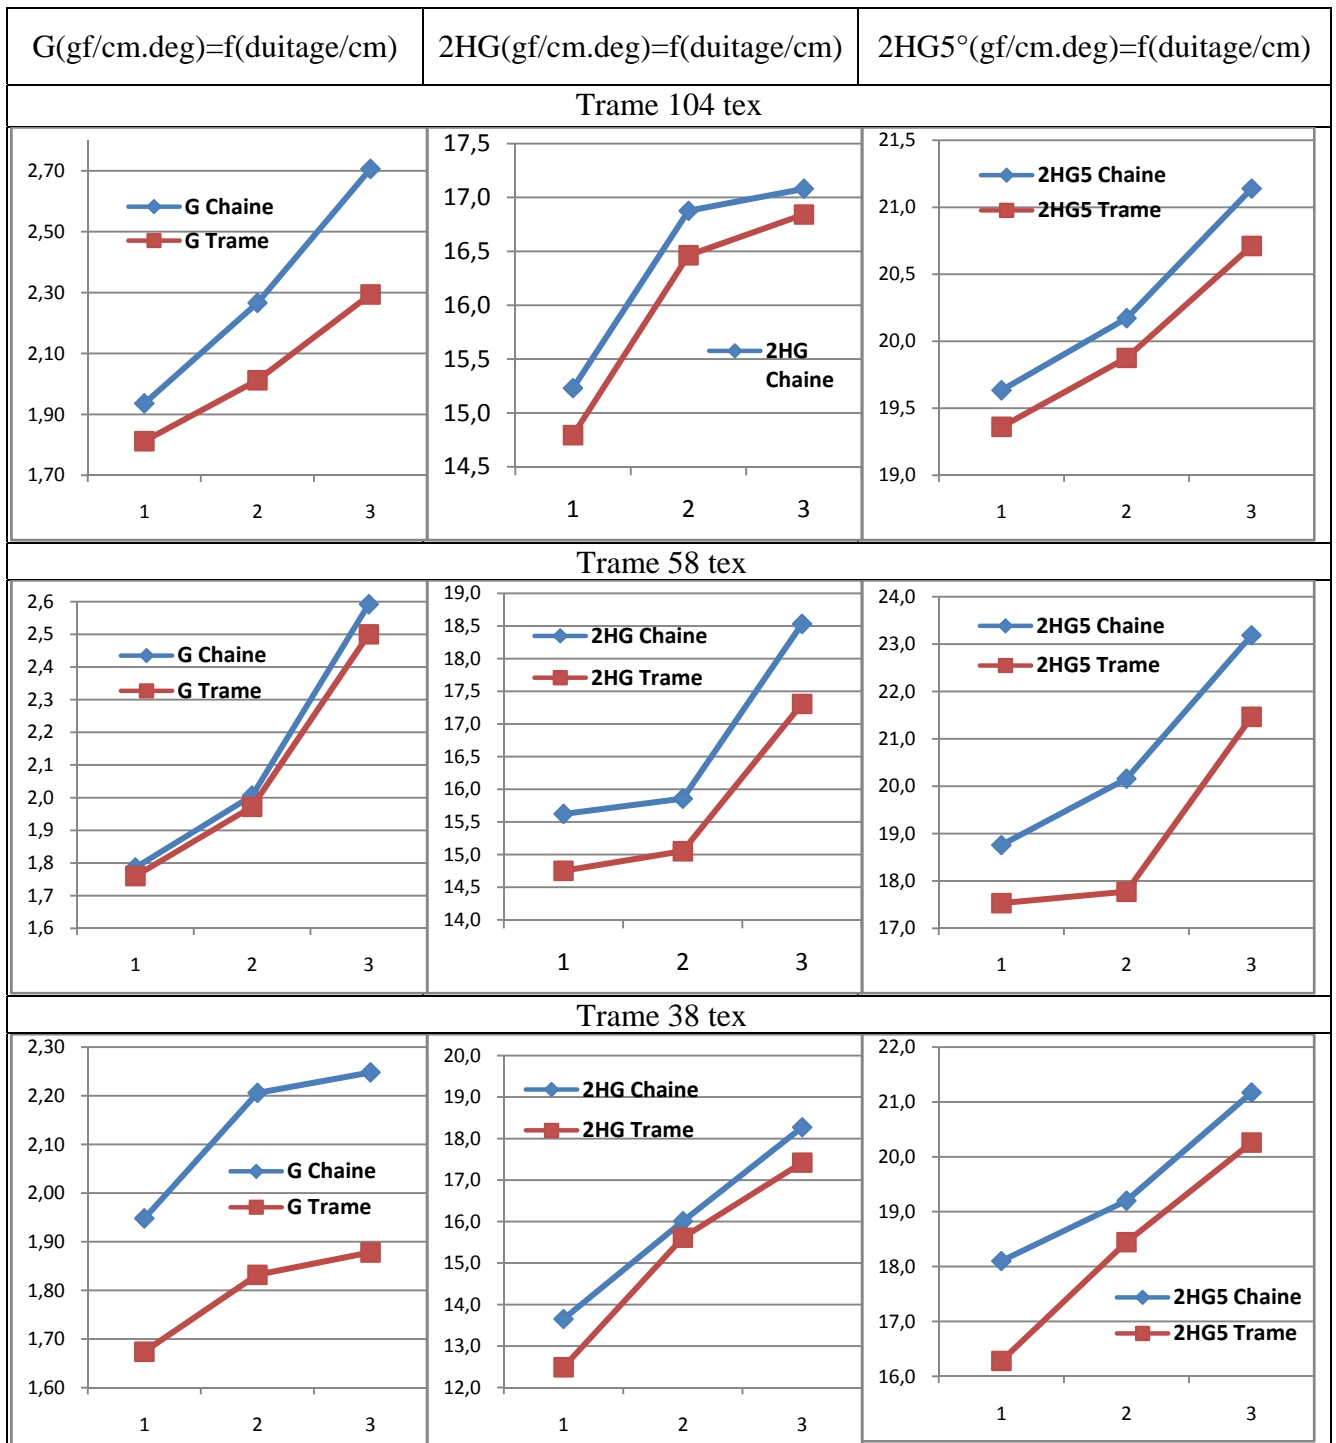 G(gf/cm.deg)=f(duitage/cm)
2HG(gf/cm.deg)=f(duitage/cm)
2HG5°(gf/cm.deg)=f(duitage/cm)
Trame 104 tex
2,70
2,50
2,30
2,10
1,90
1,70
G Chaine
G Trame
1 2 3
17,5
17,0
16,5
16,0
15,5
15,0
14,5
2HG
Chaine
1 2 3
21,5
21,0
20,5
20,0
19,5
19,0
2HG5 Chaine
2HG5 Trame
1 2 3
Trame 58 tex
2,6
2,5
2,4
2,3
2,2
2,1
2,0
1,9
1,8
1,7
1,6
G Chaine
G Trame
1 2 3
19,0
18,5
18,0
17,5
17,0
16,5
16,0
15,5
15,0
14,5
14,0
2HG Chaine
2HG Trame
1 2 3
24,0
23,0
22,0
21,0
20,0
19,0
18,0
17,0
2HG5 Chaine
2HG5 Trame
1 2 3
Trame 38 tex
2,30
2,20
2,10
2,00
1,90
1,80
1,70
1,60
G Chaine
G Trame
1 2 3
20,0
19,0
18,0
17,0
16,0
15,0
14,0
13,0
12,0
2HG Chaine
2HG Trame
1 2 3
22,0
21,0
20,0
19,0
18,0
17,0
16,0
2HG5 Chaine
2HG5 Trame
1 2 3